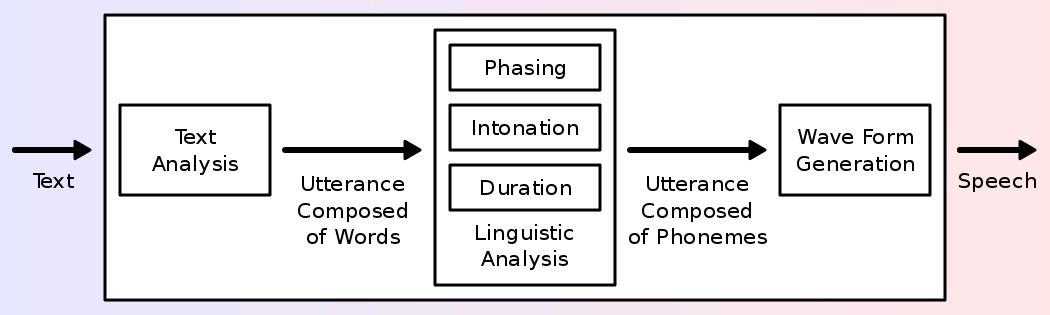 Text
Text
Analysis
Utterance
Composed
of Words
Phasing
Intonation
Duration
Linguistic
Analysis
Utterance
Composed
of Phonemes
Wave Form
Generation
Speech